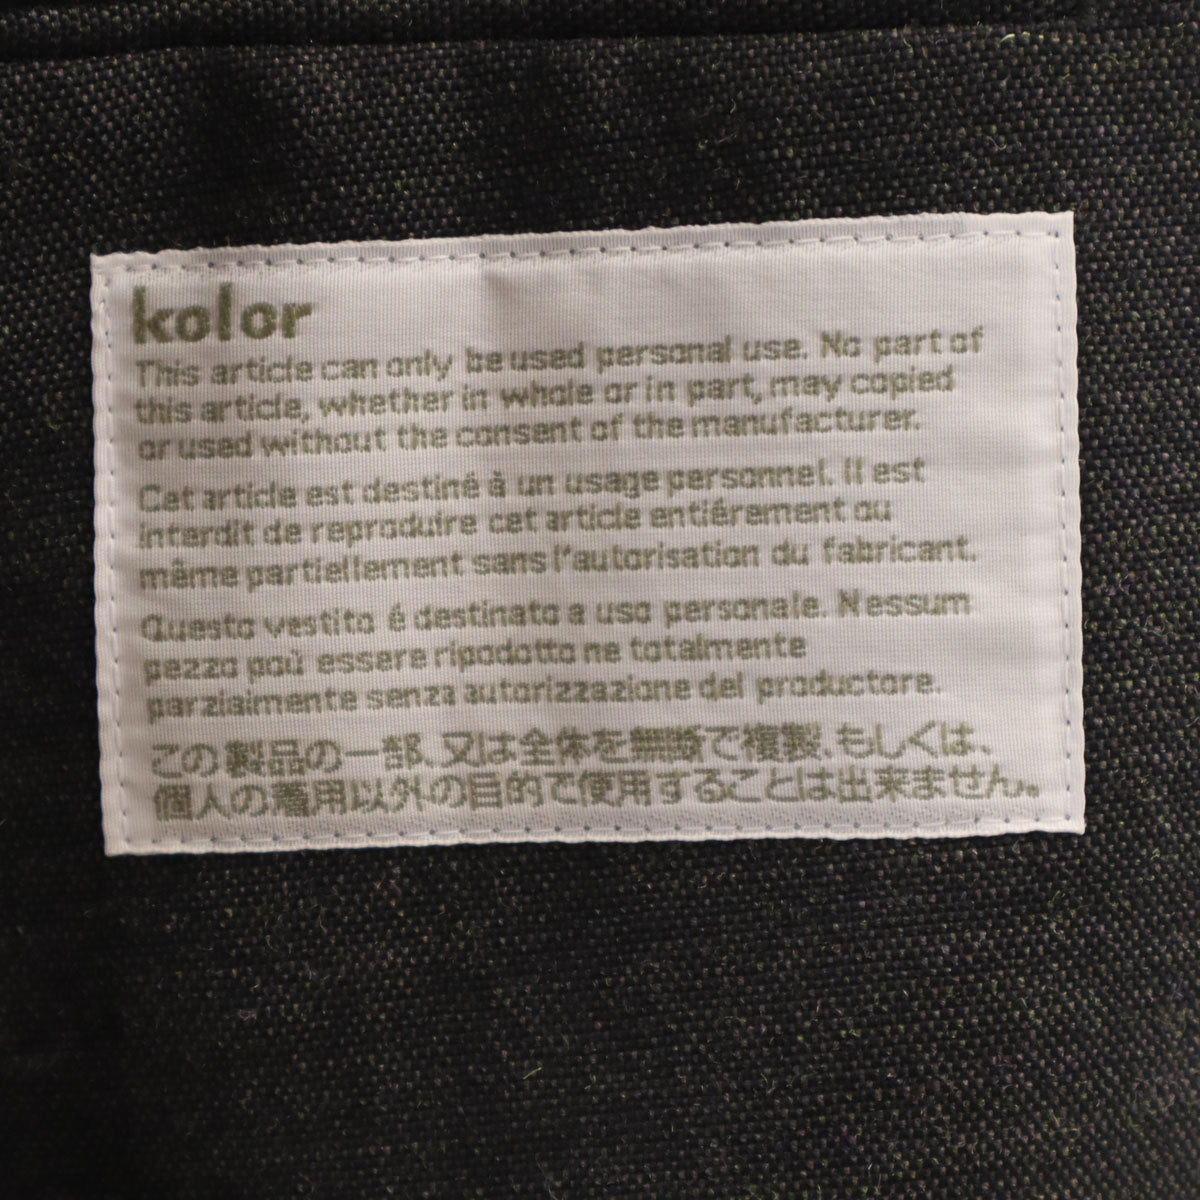 kolor
This article can only be used personal use. No part of
this article, whether in whole or in part, may copied
or used without the consent of the manufacturer.
Cet article est destiné à un usage personnel. Il est
interdit de reproduire cet article entiérement ou
même partiellement sans l'autorisation du fabricant.
Questo vestito é destinato a uso personale. Nessum
pezzo paù essere ripodotto ne totalmente
parzialmente senza autorizzazione del productore.
この製品の一部、又は全体を無断で複製、もしくは、
個人の着用以外の目的で使用することは出来ません。